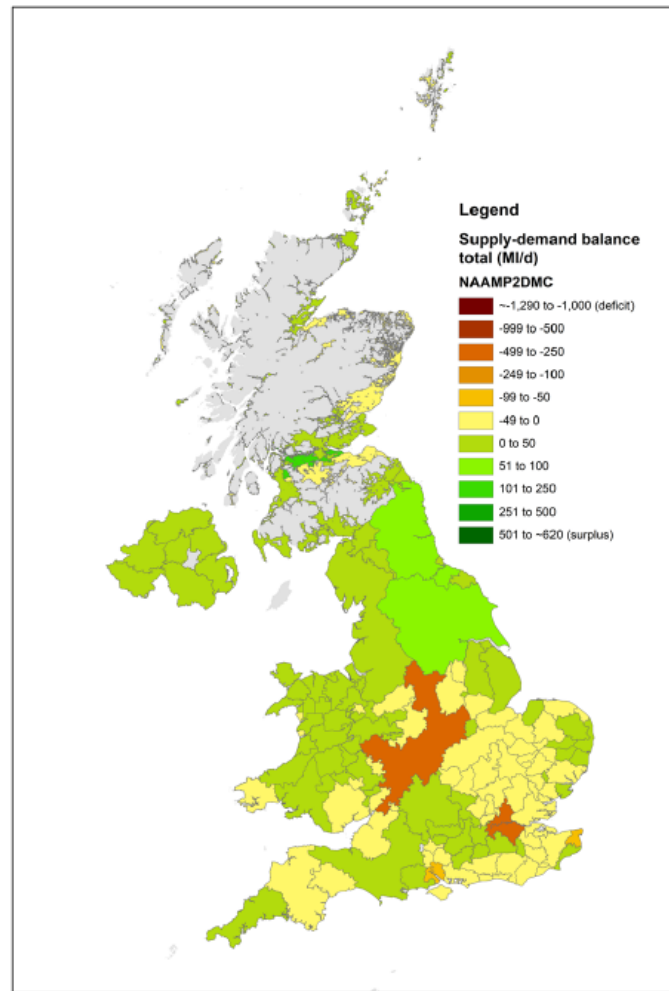 Legend
Supply-demand balance
total (Ml/d)
NAAMP2DMC
~-1,290 to -1,000 (deficit)
-999 to -500
-499 to -250
-249 to -100
-99 to -50
-49 to 0
0 to 50
51 to 100
101 to 250
251 to 500
501 to ~620 (surplus)